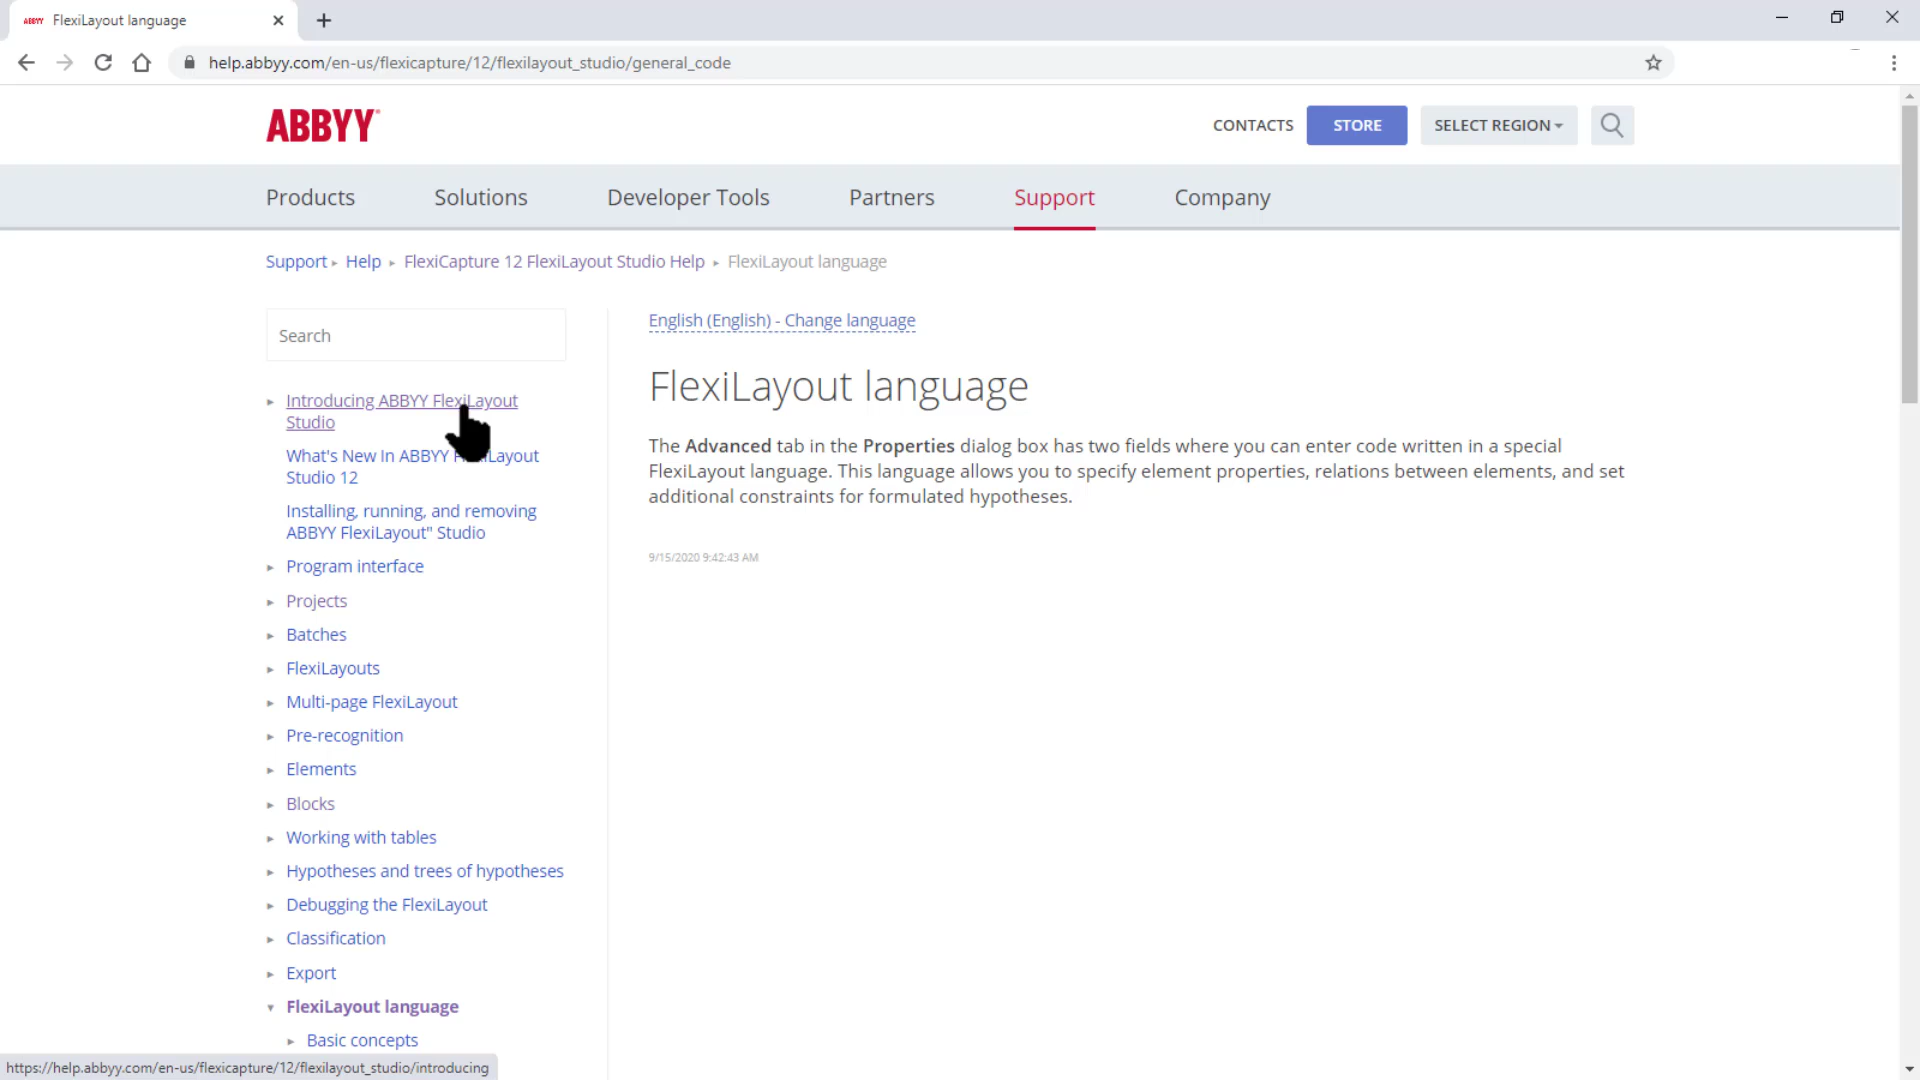 ABBYY FlexiLayout language
help.abbyy.com/en-us/flexicapture/12/flexilayout_studio/general_code
ABBYY
CONTACTS STORE SELECT REGION
Products Solutions Developer Tools Partners Support Company
Support ▸ Help ▸ FlexiCapture 12 FlexiLayout Studio Help ▸ FlexiLayout language
Search
Introducing ABBYY FlexiLayout
Studio
What's New In ABBYY Layout
Studio 12
Installing, running, and removing
ABBYY FlexiLayout" Studio
Program interface
Projects
Batches
FlexiLayouts
Multi-page FlexiLayout
Pre-recognition
Elements
Blocks
Working with tables
Hypotheses and trees of hypotheses
Debugging the FlexiLayout
Classification
Export
FlexiLayout language
Basic concepts
English (English) - Change language
FlexiLayout language
The Advanced tab in the Properties dialog box has two fields where you can enter code written in a special
FlexiLayout language. This language allows you to specify element properties, relations between elements, and set
additional constraints for formulated hypotheses.
9/15/2020 9:42:43 AM
https://help.abbyy.com/en-us/flexicapture/12/flexilayout_studio/introducing